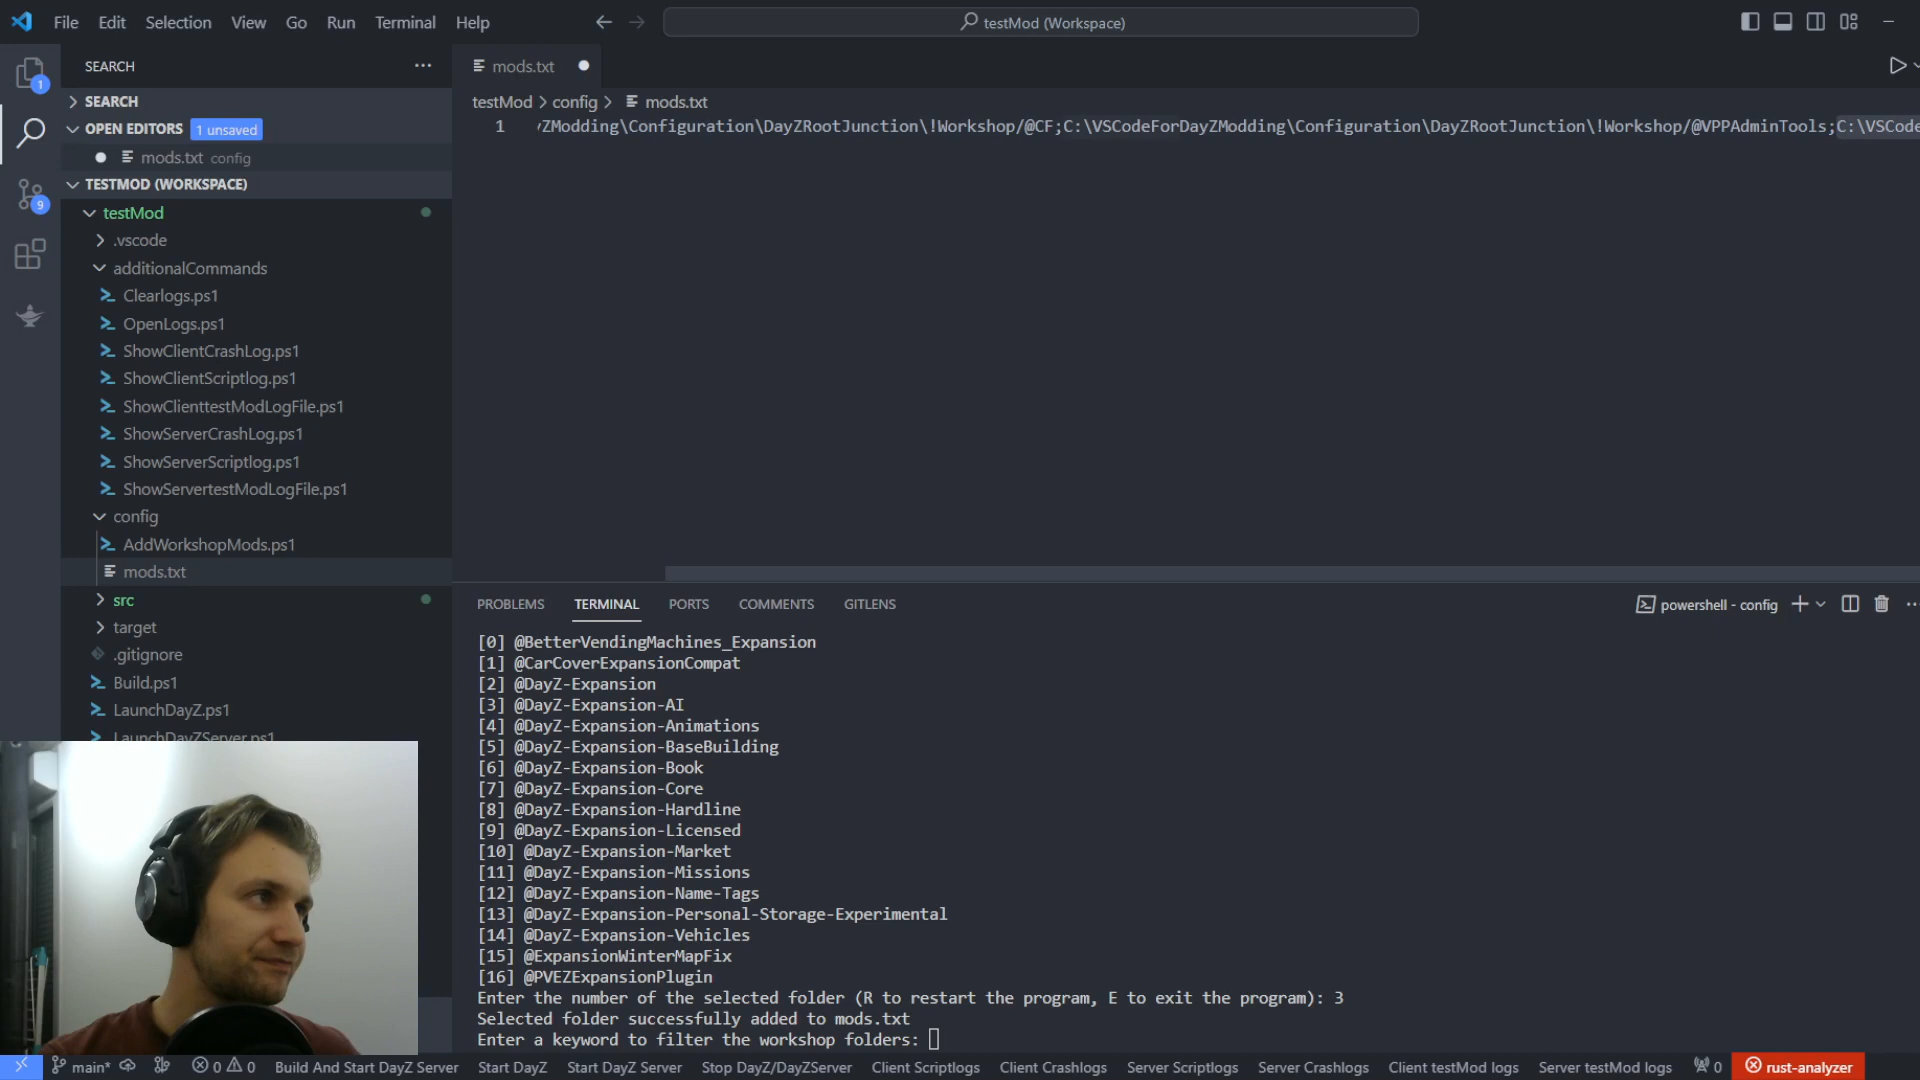 File Edit Selection View Go Run Terminal Help
testMod (Workspace)
SEARCH
SEARCH
OPEN EDITORS 1 unsaved
mods.txt config
TESTMOD (WORKSPACE)
testMod
.vscode
additionalCommands
Clearlogs.ps1
OpenLogs.ps1
ShowClientCrashLog.ps1
ShowClientScriptlog.ps1
ShowClienttestModLogFile.ps1
ShowServerCrashLog.ps1
ShowServerScriptlog.ps1
ShowServertestModLogFile.ps1
config
AddWorkshopMods.ps1
mods.txt
src
target
.gitignore
Build.ps1
LaunchDayZ.ps1
LaunchDayZServer.ps1
1
9
mods.txt
testMod > config > mods.txt
1 ZModding\Configuration\DayZRootJunction\!Workshop/@CF;C:\VSCodeForDayZModding\Configuration\DayZRootJunction\!Workshop/@VPPAdminTools;C:\VSCode
PROBLEMS TERMINAL PORTS COMMENTS GITLENS
powershell - config
[0] @BetterVendingMachines_Expansion
[1] @CarCoverExpansionCompat
[2] @DayZ-Expansion
[3] @DayZ-Expansion-AI
[4] @DayZ-Expansion-Animations
[5] @DayZ-Expansion-BaseBuilding
[6] @DayZ-Expansion-Book
[7] @DayZ-Expansion-Core
[8] @DayZ-Expansion-Hardline
[9] @DayZ-Expansion-Licensed
[10] @DayZ-Expansion-Market
[11] @DayZ-Expansion-Missions
[12] @DayZ-Expansion-Name-Tags
[13] @DayZ-Expansion-Personal-Storage-Experimental
[14] @DayZ-Expansion-Vehicles
[15] @ExpansionWinterMapFix
[16] @PVEZExpansionPlugin
Enter the number of the selected folder (R to restart the program, E to exit the program): 3
Selected folder successfully added to mods.txt
Enter a keyword to filter the workshop folders:
main* 0 0 Build And Start DayZ Server Start DayZ Start DayZ Server Stop DayZ/DayZServer Client Scriptlogs Client Crashlogs Server Scriptlogs Server Crashlogs Client testMod logs Server testMod logs 0 rust-analyzer